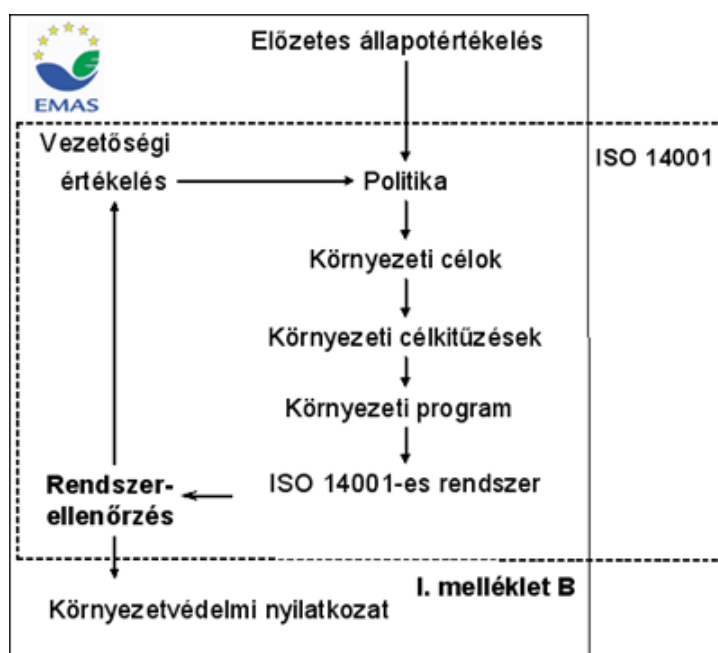 Előzetes állapotértékelés
EMAS
Vezetőségi
értékelés
ISO 14001
Politika
Környezeti célok
Környezeti célkitűzések
Környezeti program
Rendszer-
ellenőrzés
ISO 14001-es rendszer
I. melléklet B
Környezetvédelmi nyilatkozat